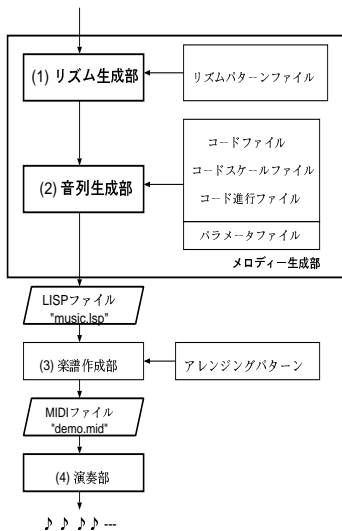 (1) リズム生成部
リズムパターンファイル
コードファイル
コードスケールファイル
コード進行ファイル
(2) 音列生成部
パラメータファイル
メロディー生成部
LISPファイル
"music.lsp"
(3) 楽譜作成部
アレンジングパターン
MIDIファイル
"demo.mid"
(4) 演奏部
♪ ♪ ♪ ♪ ---